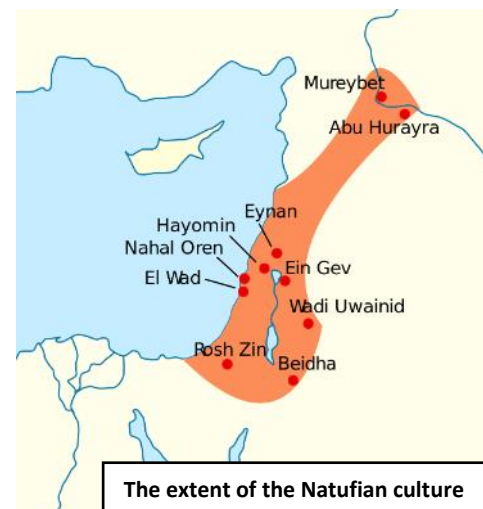 Mureybet
Abu Hurayra
Eynan
Hayomin
Nahal Oren
Ein Gev
El Wad
Wadi Uwainid
Rosh Zin
Beidha
The extent of the Natufian culture